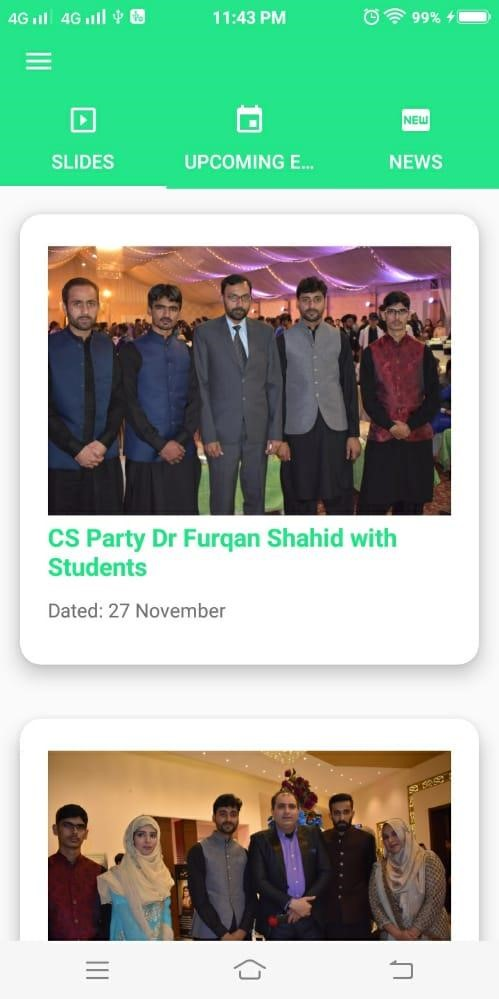 4G 4G 11:43 PM 99%
SLIDES UPCOMING E... NEW NEWS
CS Party Dr Furqan Shahid with
Students
Dated: 27 November